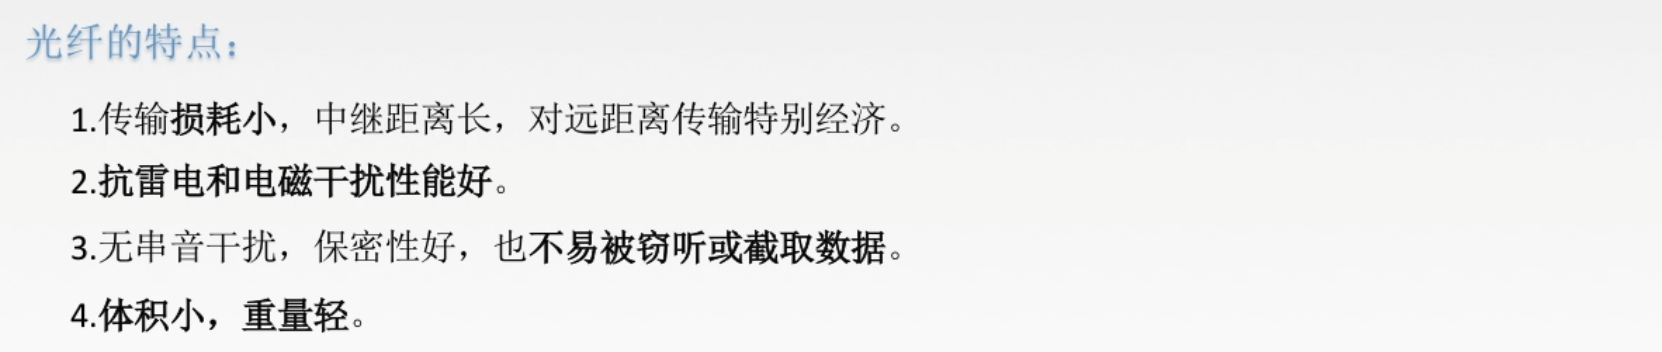 光纤的特点：
1.传输损耗小，中继距离长，对远距离传输特别经济。
2.抗雷电和电磁干扰性能好。
3.无串音干扰，保密性好，也不易被窃听或截取数据。
4.体积小，重量轻。